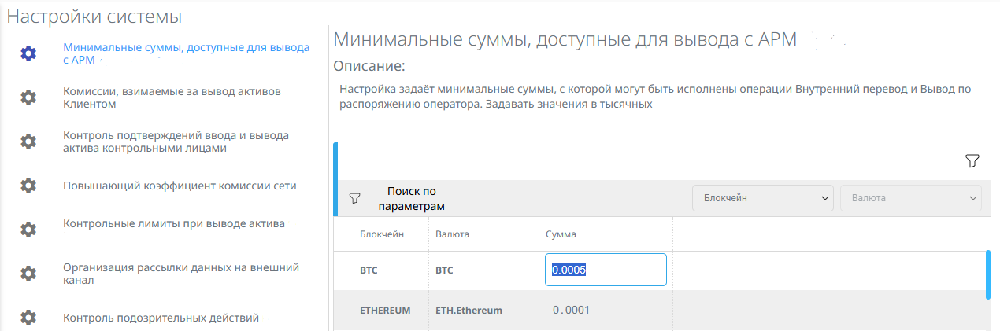 Настройки системы
Минимальные суммы, доступные для вывода
с АРМ
Комиссии, взимаемые за вывод активов
Клиентом
Контроль подтверждений ввода и вывода
актива контрольными лицами
Повышающий коэффициент комиссии сети
Контрольные лимиты при выводе актива
Организация рассылки данных на внешний
канал
Контроль подозрительных действий
Минимальные суммы, доступные для вывода с АРМ
Описание:
Настройка задаёт минимальные суммы, с которой могут быть исполнены операции Внутренний перевод и Вывод по
распоряжению оператора. Задавать значения в тысячных
Поиск по
параметрам
Блокчейн
Валюта
Блокчейн Валюта Сумма
BTC BTC 0.0005
ETHEREUM ETH.Ethereum 0.0001